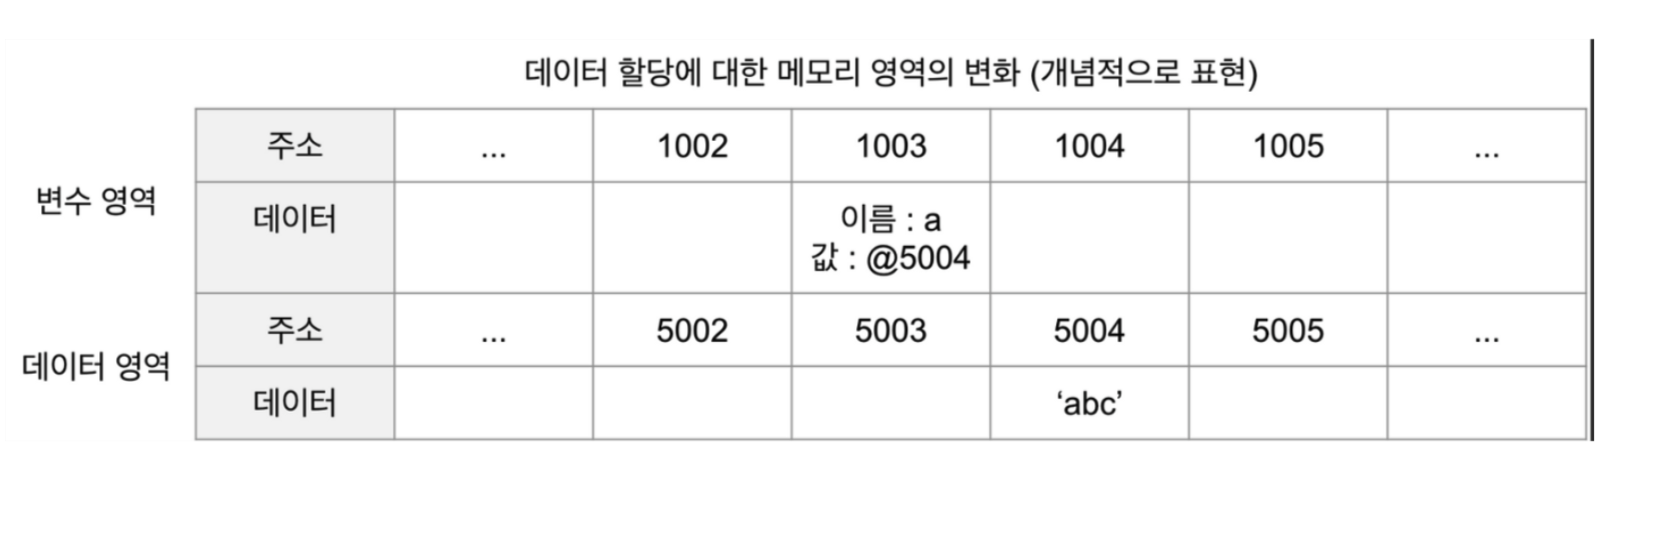 데이터 할당에 대한 메모리 영역의 변화 (개념적으로 표현)
변수 영역
주소 ... 1002 1003 1004 1005 ...
데이터 이름 : a
값 : @5004
데이터 영역
주소 ... 5002 5003 5004 5005 ...
데이터 ‘abc’